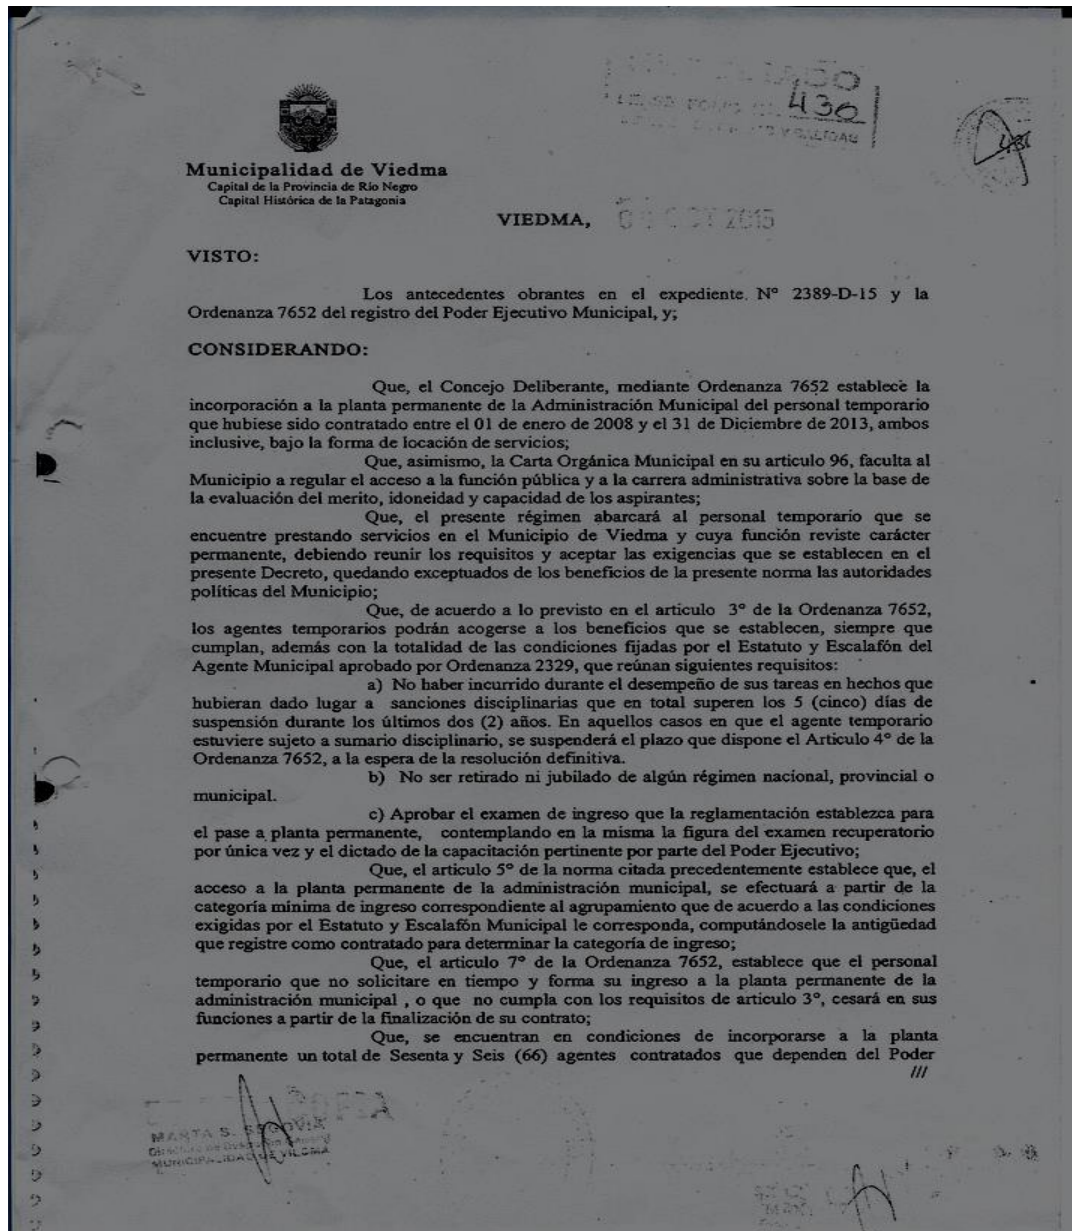 430
Municipalidad de Viedma
Capital de la Provincia de Río Negro
Capital Histórica de la Patagonia
VIEDMA, OCT 2015
VISTO:
Los antecedentes obrantes en el expediente. N° 2389-D-15 y la
Ordenanza 7652 del registro del Poder Ejecutivo Municipal, y;
CONSIDERANDO:
Que, el Concejo Deliberante, mediante Ordenanza 7652 establece la
incorporación a la planta permanente de la Administración Municipal del personal temporario
que hubiese sido contratado entre el 01 de enero de 2008 y el 31 de Diciembre de 2013, ambos
inclusive, bajo la forma de locación de servicios;
Que, asimismo, la Carta Orgánica Municipal en su articulo 96, faculta al
Municipio a regular el acceso a la función pública y a la carrera administrativa sobre la base de
la evaluación del merito, idoneidad y capacidad de los aspirantes;
Que, el presente régimen abarcará al personal temporario que se
encuentre prestando servicios en el Municipio de Viedma y cuya función reviste carácter
permanente, debiendo reunir los requisitos y aceptar las exigencias que se establecen en el
presente Decreto, quedando exceptuados de los beneficios de la presente norma las autoridades
políticas del Municipio;
Que, de acuerdo a lo previsto en el articulo 3° de la Ordenanza 7652,
los agentes temporarios podrán acogerse a los beneficios que se establecen, siempre que
cumplan, además con la totalidad de las condiciones fijadas por el Estatuto y Escalafón del
Agente Municipal aprobado por Ordenanza 2329, que reúnan siguientes requisitos:
a) No haber incurrido durante el desempeño de sus tareas en hechos que
hubieran dado lugar a sanciones disciplinarias que en total superen los 5 (cinco) días de
suspensión durante los últimos dos (2) años. En aquellos casos en que el agente temporario
estuviere sujeto a sumario disciplinario, se suspenderá el plazo que dispone el Articulo 4° de la
Ordenanza 7652, a la espera de la resolución definitiva.
b) No ser retirado ni jubilado de algún régimen nacional, provincial o
municipal.
c) Aprobar el examen de ingreso que la reglamentación establezca para
el pase a planta permanente, contemplando en la misma la figura del examen recuperatorio
por única vez y el dictado de la capacitación pertinente por parte del Poder Ejecutivo;
Que, el articulo 5° de la norma citada precedentemente establece que, el
acceso a la planta permanente de la administración municipal, se efectuará a partir de la
categoría mínima de ingreso correspondiente al agrupamiento que de acuerdo a las condiciones
exigidas por el Estatuto y Escalafón Municipal le corresponda, computándosele la antigüedad
que registre como contratado para determinar la categoría de ingreso;
Que, el articulo 7° de la Ordenanza 7652, establece que el personal
temporario que no solicitare en tiempo y forma su ingreso a la planta permanente de la
administración municipal , o que no cumpla con los requisitos de articulo 3°, cesará en sus
funciones a partir de la finalización de su contrato;
Que, se encuentran en condiciones de incorporarse a la planta
permanente un total de Sesenta y Seis (66) agentes contratados que dependen del Poder
///
MARTA S. SEGOVIA
MUNICIPALIDAD DE VIEDMA